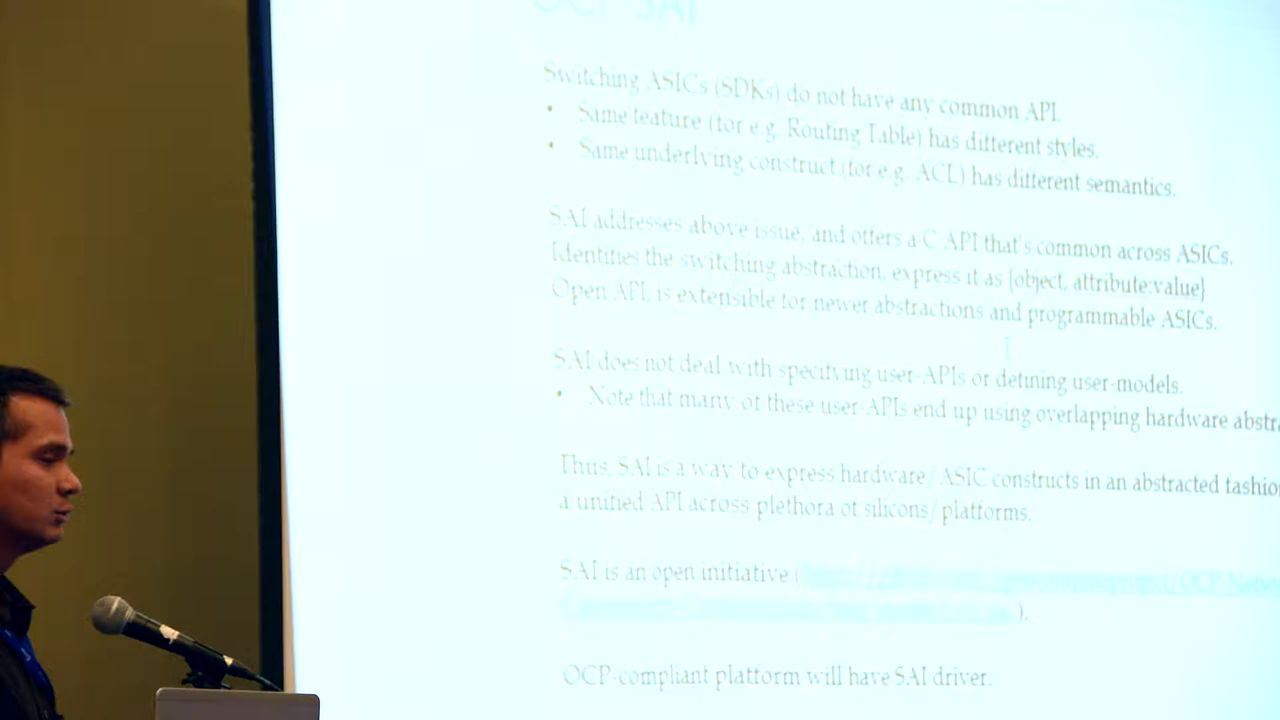 OCP SAI
Switching ASICs (SDKs) do not have any common API.
• Same feature (for e.g. Routing Table) has different styles.
• Same underlying construct (for e.g. ACL) has different semantics.
SAI addresses above issue, and offers a C API that's common across ASICs.
Identifies the switching abstraction, express it as {object, attribute:value}
Open API, is extensible for newer abstractions and programmable ASICs.
SAI does not deal with specifying user-APIs or defining user-models.
• Note that many of these user-APIs end up using overlapping hardware abstra
Thus, SAI is a way to express hardware/ASIC constructs in an abstracted fashio
a unified API across plethora of silicons/platforms.
SAI is an open initiative (
).
OCP-compliant platform will have SAI driver.